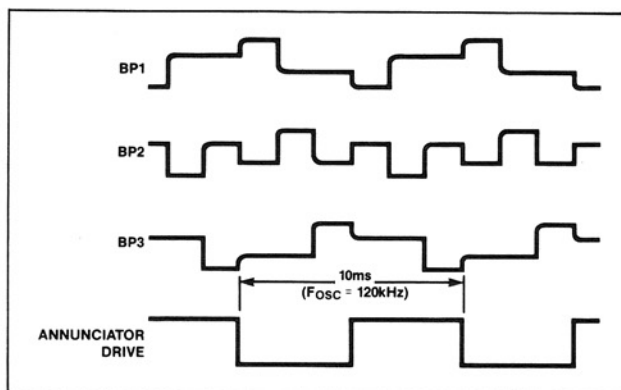 BP1
BP2
BP3
10ms
(FOSC = 120kHz)
ANNUNCIATOR
DRIVE